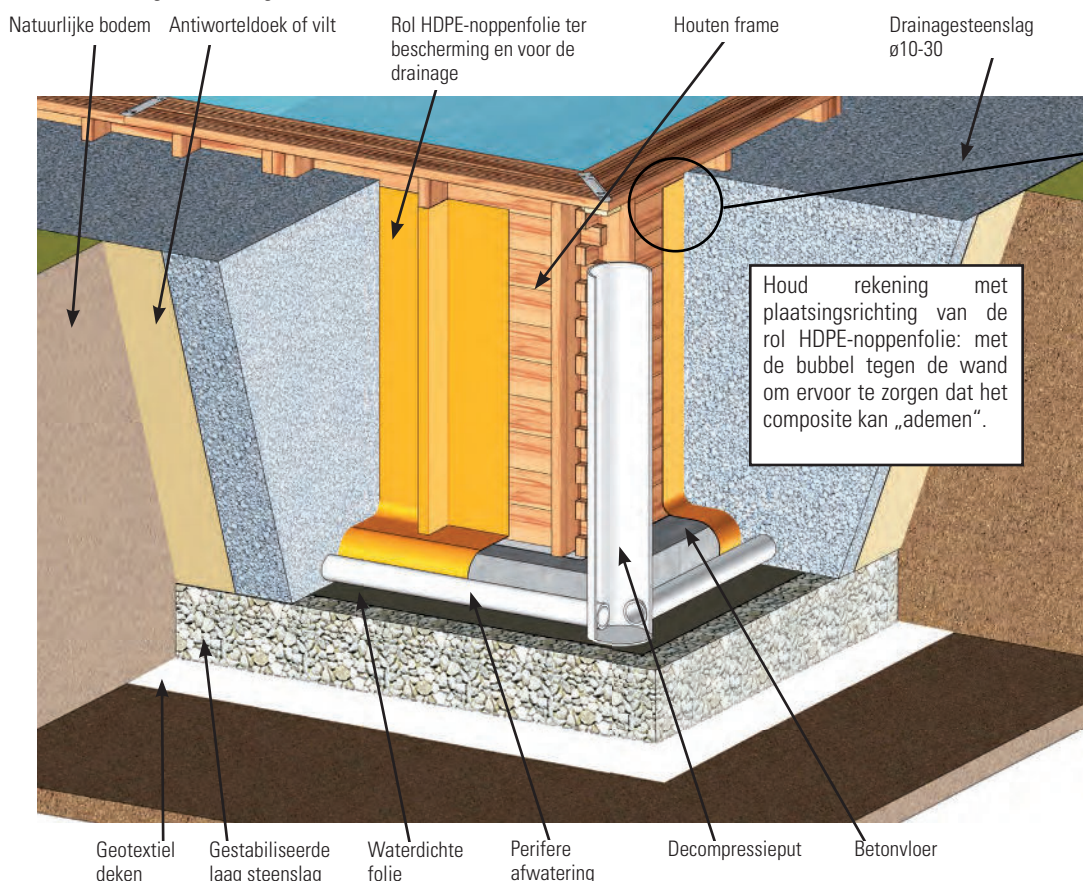 Natuurlijke bodem
Antiworteldoek of vilt
Rol HDPE-noppenfolie ter
bescherming en voor de
drainage
Houten frame
Drainagesteenslag
ø10-30
Houd rekening met
plaatsingsrichting van de
rol HDPE-noppenfolie: met
de bubbel tegen de wand
om ervoor te zorgen dat het
composite kan „ademen“.
Geotextiel
deken
Gestabiliseerde
laag steenslag
Waterdichte
folie
Perifere
afwatering
Decompressieput
Betonvloer